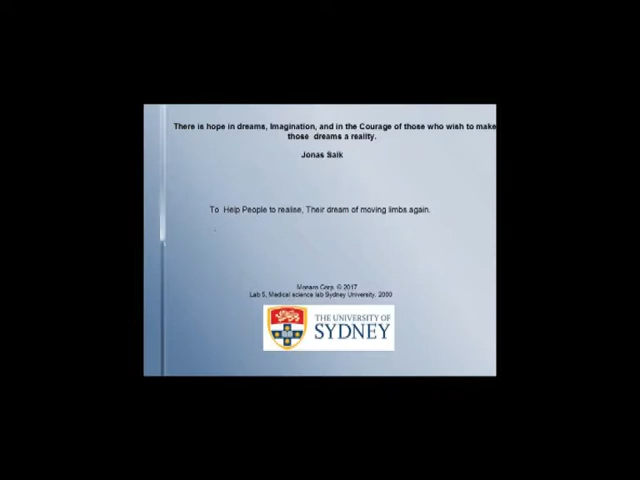 There is hope in dreams, Imagination, and in the Courage of those who wish to make
those dreams a reality.
Jonas Salk
To Help People to realise, Their dream of moving limbs again.
Corp. © 2017
Lab 5, Medical science lab Sydney University. 2000
THE UNIVERSITY OF
SYDNEY